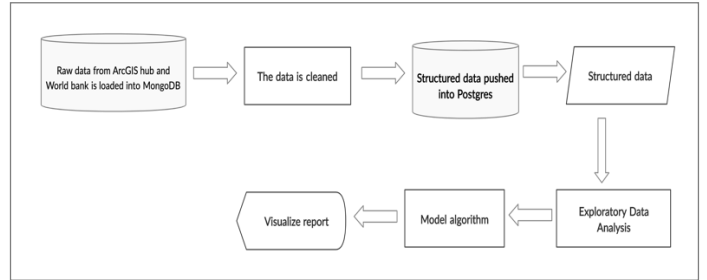 Raw data from ArcGIS hub and
World bank is loaded into MongoDB
The data is cleaned
Structured data pushed
into Postgres
Structured data
Exploratory Data
Analysis
Model algorithm
Visualize report